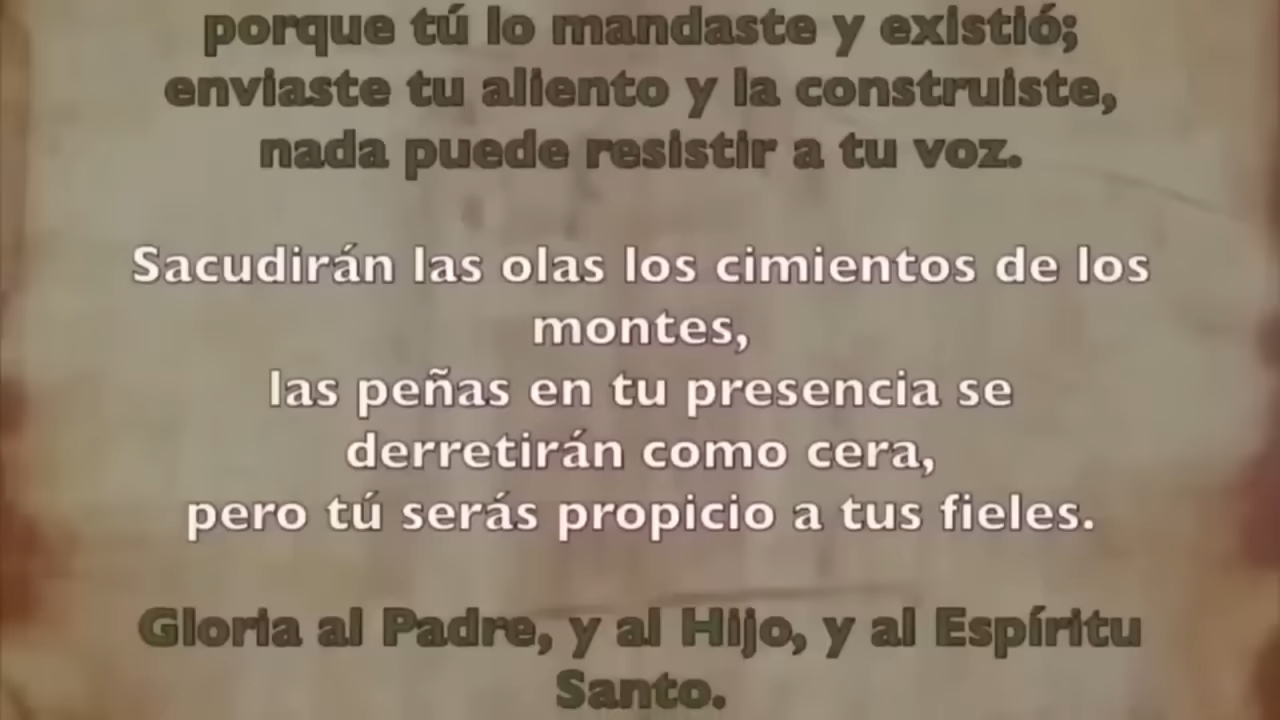 porque tú lo mandaste y existió;
enviaste tu aliento y la construiste,
nada puede resistir a tu voz.
Sacudirán las olas los cimientos de los
montes,
las peñas en tu presencia se
derretirán como cera,
pero tú serás propicio a tus fieles.
Gloria al Padre, y al Hijo, y al Espíritu
Santo.